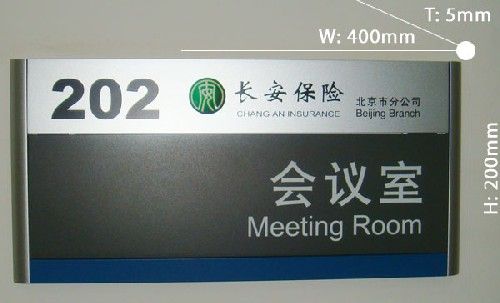 T: 5mm
W: 400mm
202 长安保险 北京市分公司
CHANG AN INSURANCE Beijing Branch
会议室
Meeting Room
H: 200mm